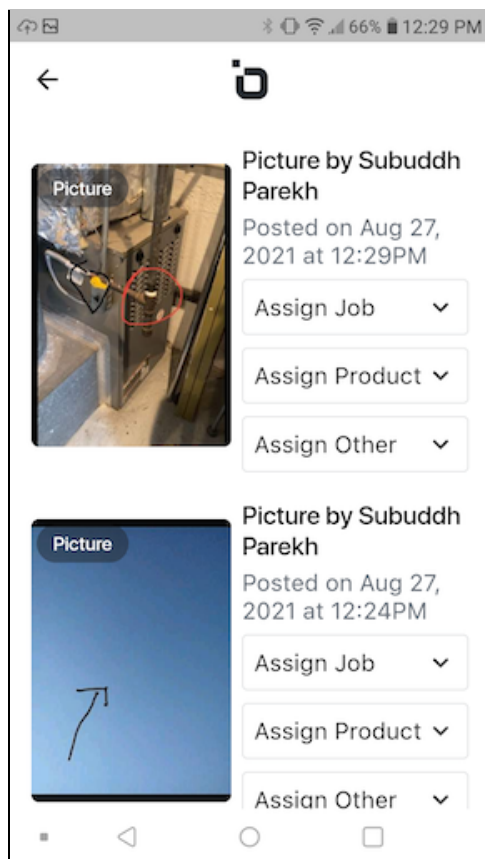 66% 12:29 PM
Picture
Picture by Subuddh
Parekh
Posted on Aug 27,
2021 at 12:29PM
Assign Job
Assign Product
Assign Other
Picture
Picture by Subuddh
Parekh
Posted on Aug 27,
2021 at 12:24PM
Assign Job
Assign Product
Assign Other